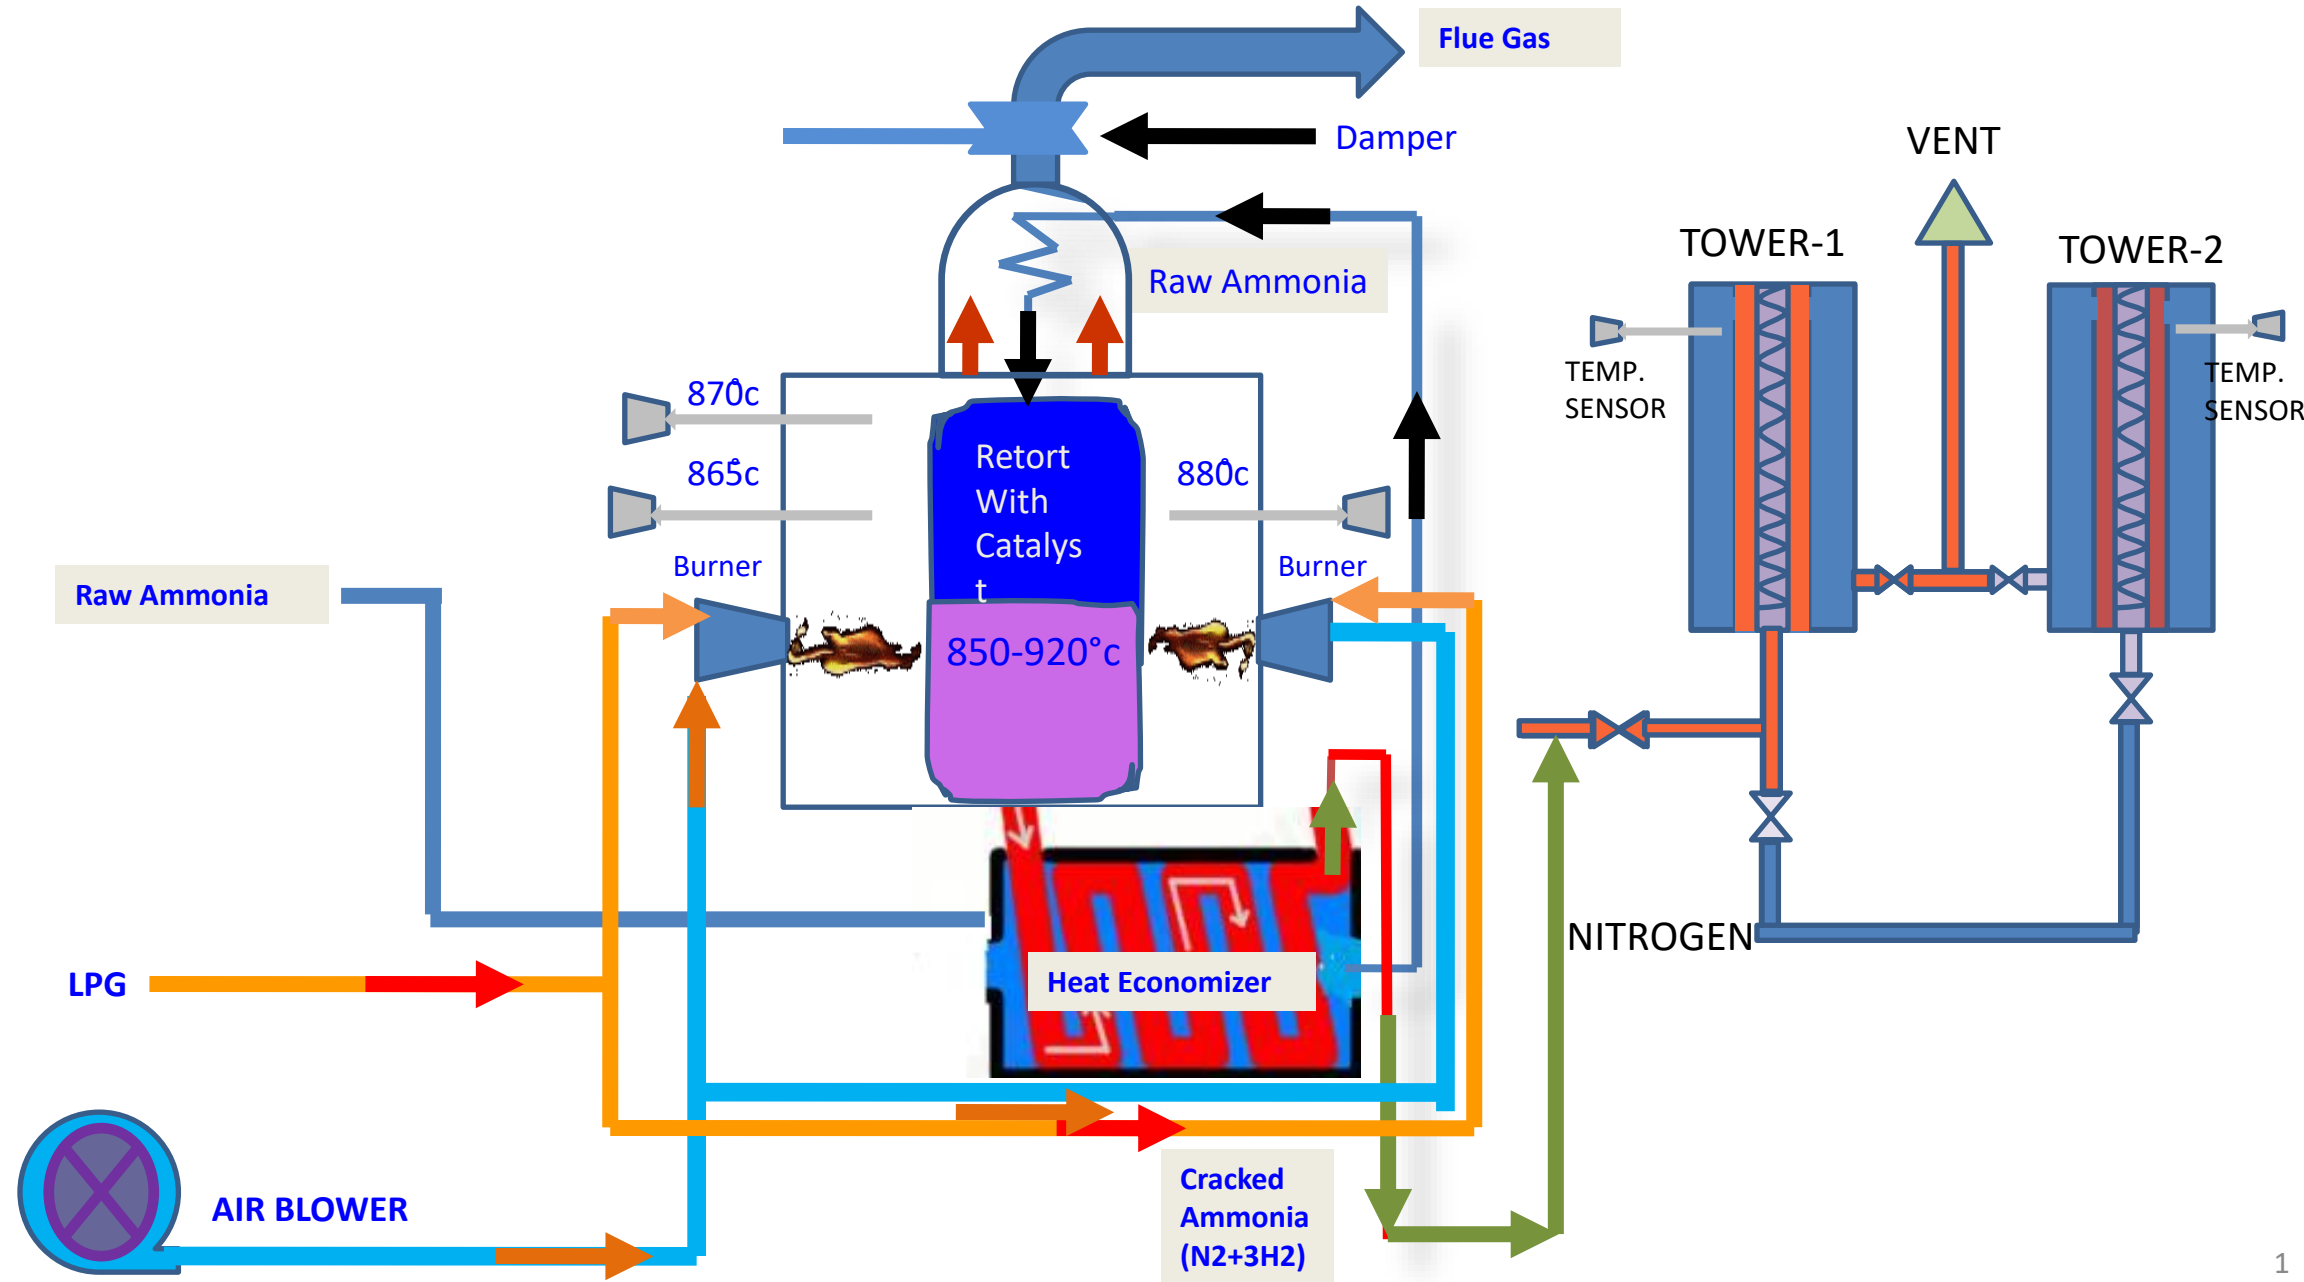 Flue Gas
Damper
VENT
TOWER-1
TOWER-2
Raw Ammonia
TEMP.
SENSOR
TEMP.
SENSOR
870°c
865°c
880°c
Retort
With
Catalys
t
Burner
Burner
Raw Ammonia
850-920°c
NITROGEN
LPG
Heat Economizer
AIR BLOWER
Cracked
Ammonia
(N2+3H2)
1